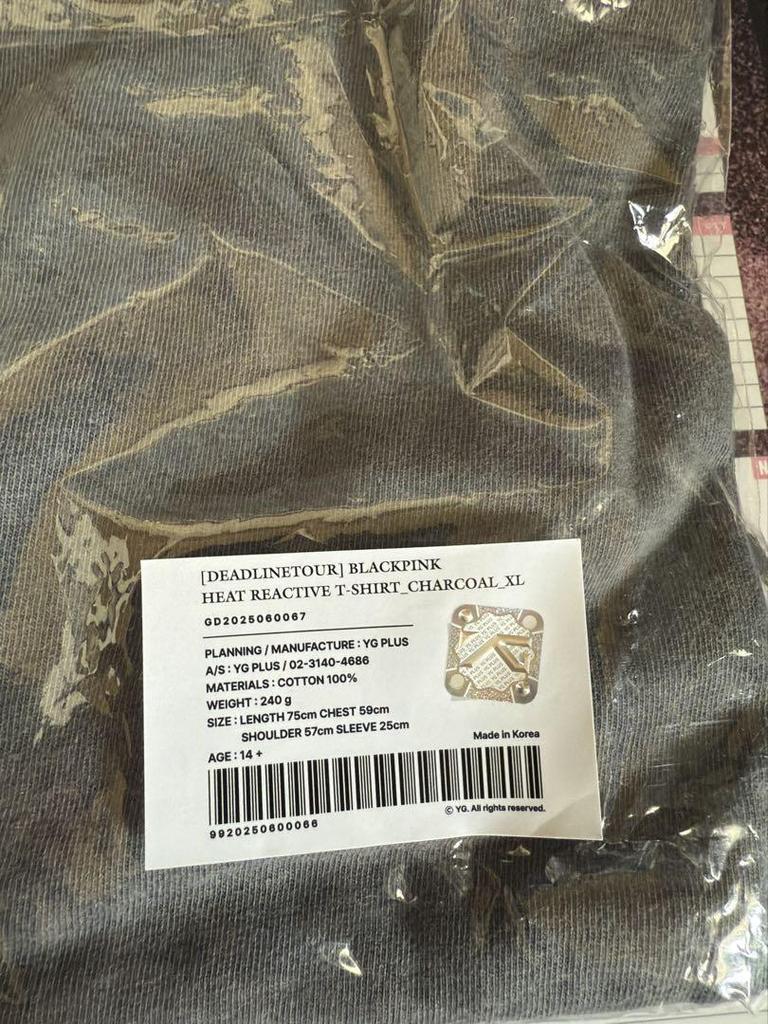 [DEADLINETOUR] BLACKPINK
HEAT REACTIVE T-SHIRT_CHARCOAL_XL
GD2025060067
PLANNING / MANUFACTURE : YG PLUS
A/S : YG PLUS / 02-3140-4686
MATERIALS : COTTON 100%
WEIGHT : 240 g
SIZE : LENGTH 75cm CHEST 59cm
SHOULDER 57cm SLEEVE 25cm
AGE : 14 +
Made in Korea
9920250600066
© YG. All rights reserved.